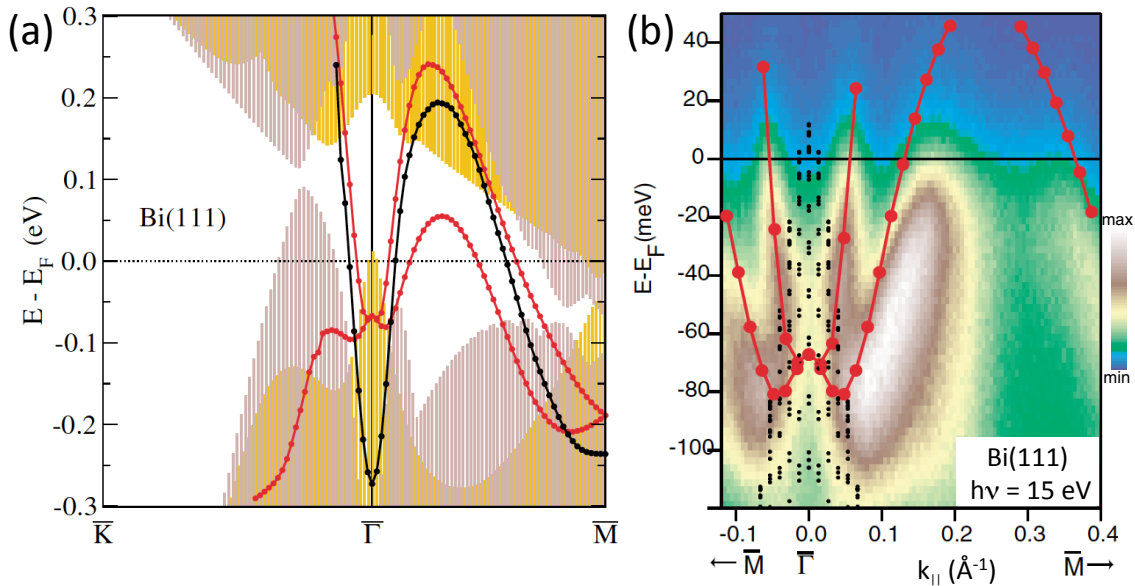 (a)
E - E_F (eV)
0.3
0.2
0.1
0.0
-0.1
-0.2
-0.3
Bi(111)
K̅
Γ̅
M̅
(b)
E-E_F(meV)
40
20
0
-20
-40
-60
-80
-100
max
min
Bi(111)
hν = 15 eV
-0.1 0.0 0.1 0.2 0.3 0.4
← M̅ Γ̅ k_|| (Å⁻¹) M̅ →